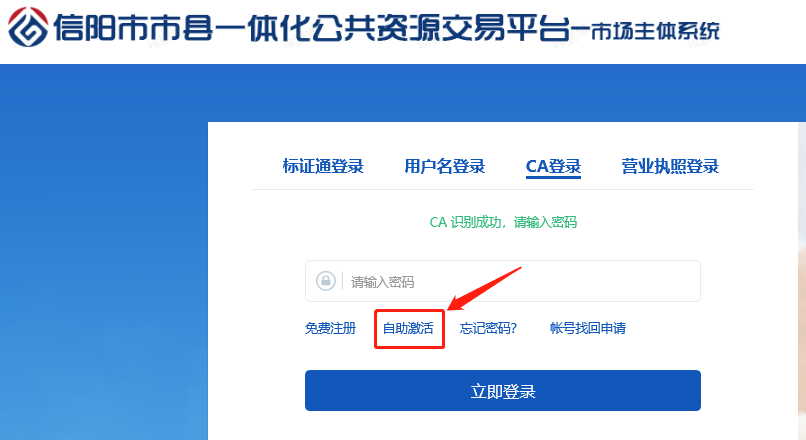 信阳市市县一体化公共资源交易平台—市场主体系统
标证通登录 用户名登录 CA登录 营业执照登录
CA 识别成功，请输入密码
请输入密码
免费注册 自助激活 忘记密码? 帐号找回申请
立即登录